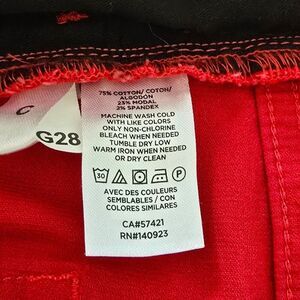 C
G28
75% COTTON/ COTON/
ALGODÓN
23% MODAL
2% SPANDEX
MACHINE WASH COLD
WITH LIKE COLORS
ONLY NON-CHLORINE
BLEACH WHEN NEEDED
TUMBLE DRY LOW
WARM IRON WHEN NEEDED
OR DRY CLEAN
30 P
AVEC DES COULEURS
SEMBLABLES / CON
COLORES SIMILARES
CA#57421
RN#140923